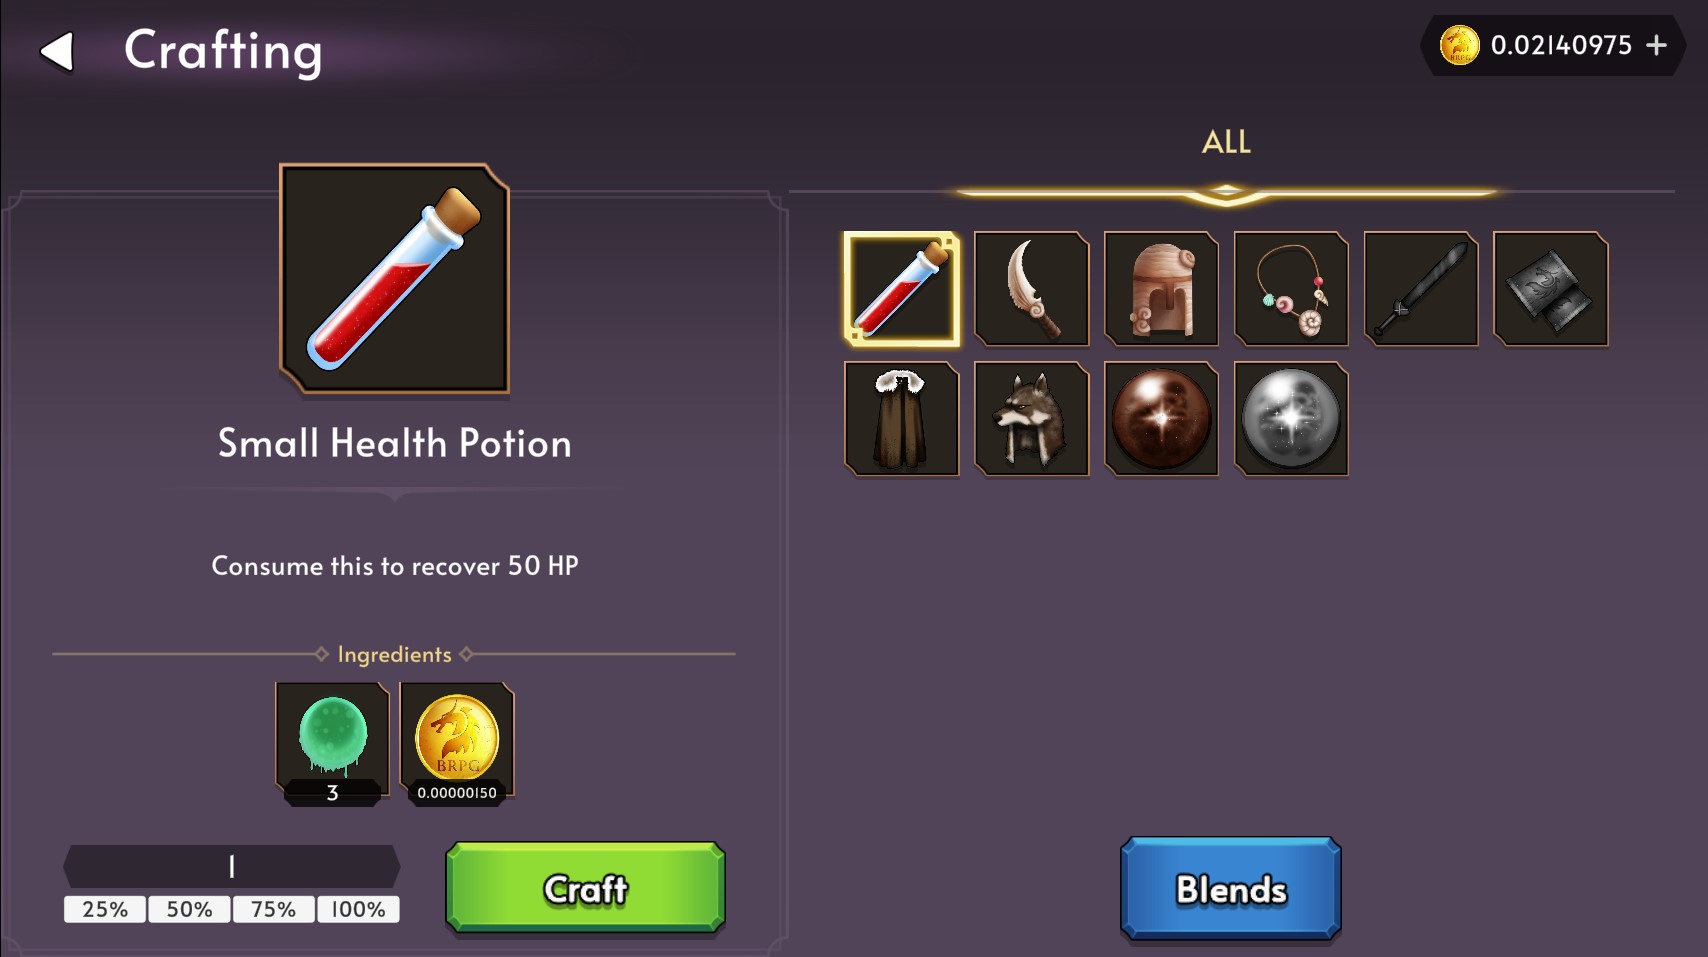 Crafting
0.02140975 +
ALL
Small Health Potion
Consume this to recover 50 HP
Ingredients
BRPG
3
0.00000150
1
25% 50% 75% 100%
Craft
Blends